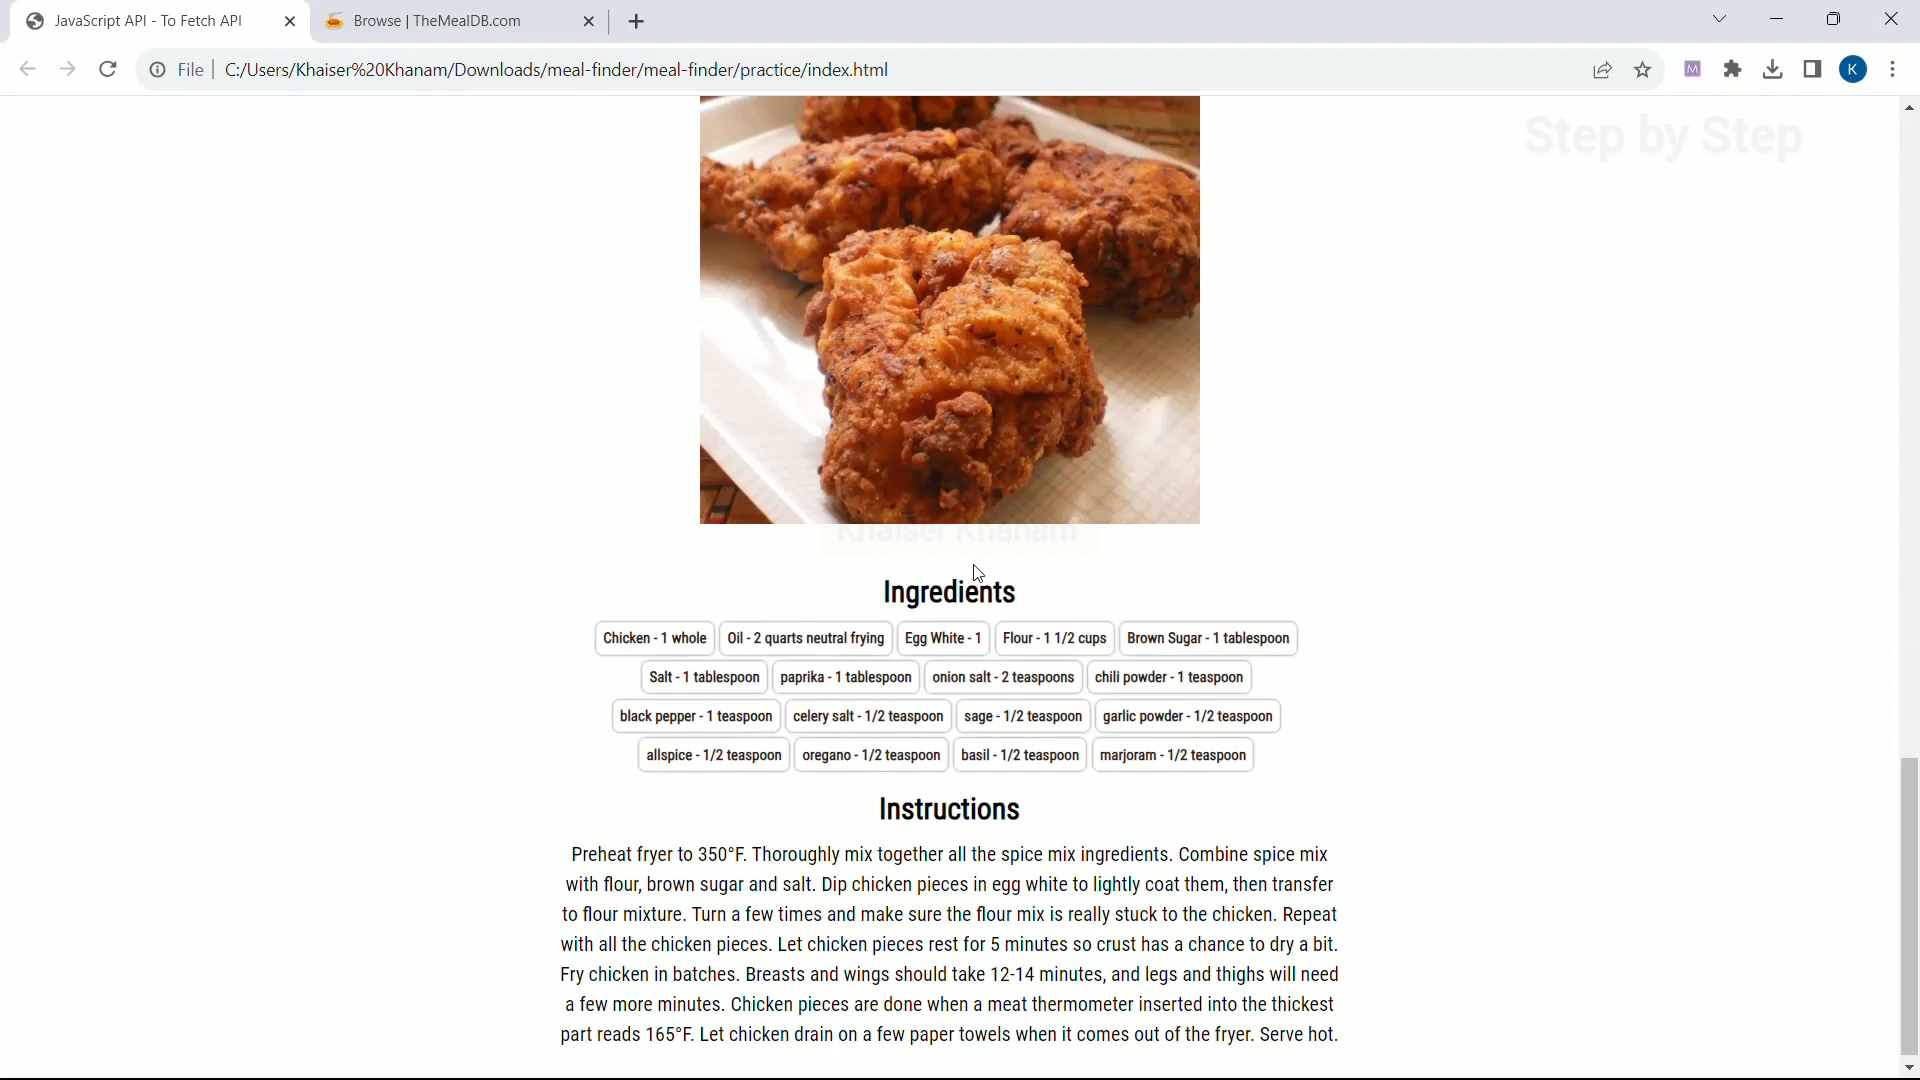 JavaScript API - To Fetch API
Browse | TheMealDB.com
File
C:/Users/Khaiser%20Khanam/Downloads/meal-finder/meal-finder/practice/index.html
M
K
Step by Step
Khaiser Khanam
Ingredients
Chicken - 1 whole
Oil - 2 quarts neutral frying
Egg White - 1
Flour - 1 1/2 cups
Brown Sugar - 1 tablespoon
Salt - 1 tablespoon
paprika - 1 tablespoon
onion salt - 2 teaspoons
chili powder - 1 teaspoon
black pepper - 1 teaspoon
celery salt - 1/2 teaspoon
sage - 1/2 teaspoon
garlic powder - 1/2 teaspoon
allspice - 1/2 teaspoon
oregano - 1/2 teaspoon
basil - 1/2 teaspoon
marjoram - 1/2 teaspoon
Instructions
Preheat fryer to 350°F. Thoroughly mix together all the spice mix ingredients. Combine spice mix
with flour, brown sugar and salt. Dip chicken pieces in egg white to lightly coat them, then transfer
to flour mixture. Turn a few times and make sure the flour mix is really stuck to the chicken. Repeat
with all the chicken pieces. Let chicken pieces rest for 5 minutes so crust has a chance to dry a bit.
Fry chicken in batches. Breasts and wings should take 12-14 minutes, and legs and thighs will need
a few more minutes. Chicken pieces are done when a meat thermometer inserted into the thickest
part reads 165°F. Let chicken drain on a few paper towels when it comes out of the fryer. Serve hot.